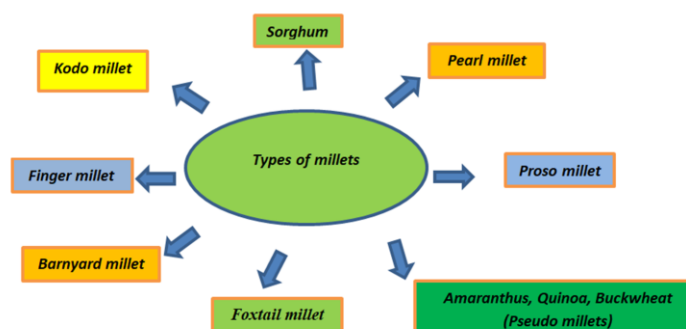 Sorghum
Pearl millet
Kodo millet
Types of millets
Finger millet
Proso millet
Barnyard millet
Foxtail millet
Amaranthus, Quinoa, Buckwheat
(Pseudo millets)